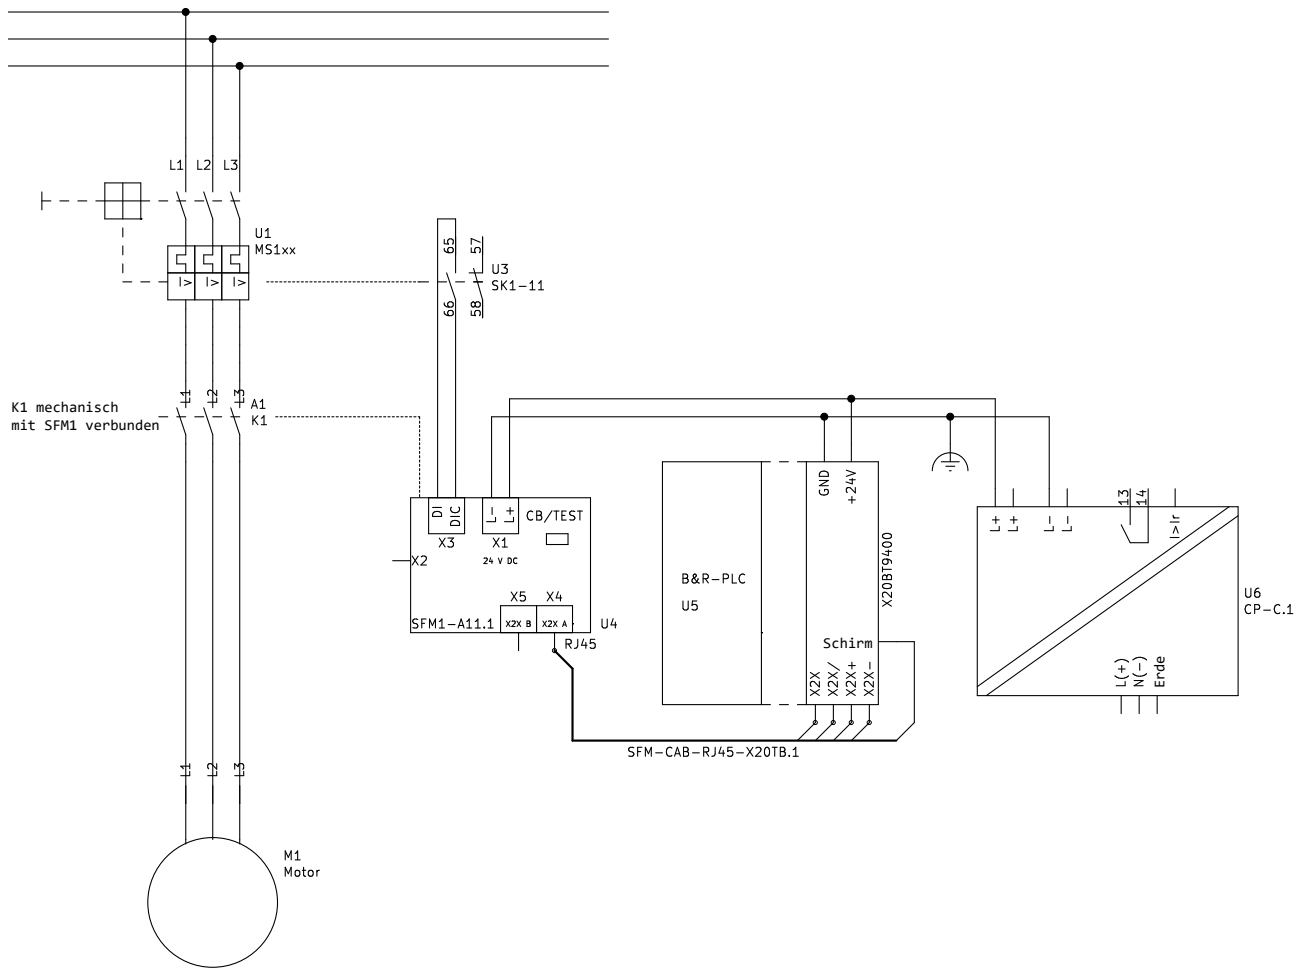 L1 L2 L3
U1
MS1xx
I> I> I>
65 57
U3
SK1-11
66 58
L1 L2 L3
A1
K1
K1 mechanisch
mit SFM1 verbunden
DI DIC L- L+ CB/TEST
X3 X1
X2 24 V DC
X5 X4
SFM1-A11.1 X2X B X2X A U4
RJ45
GND +24V
B&R-PLC
U5
X20BT9400
Schirm
X2X X2X/ X2X+ X2X-
SFM-CAB-RJ45-X20TB.1
L+ L+ L- L- 13 14 I>Ir
U6
CP-C.1
L(+) N(-) Erde
L1 L2 L3
M1
Motor